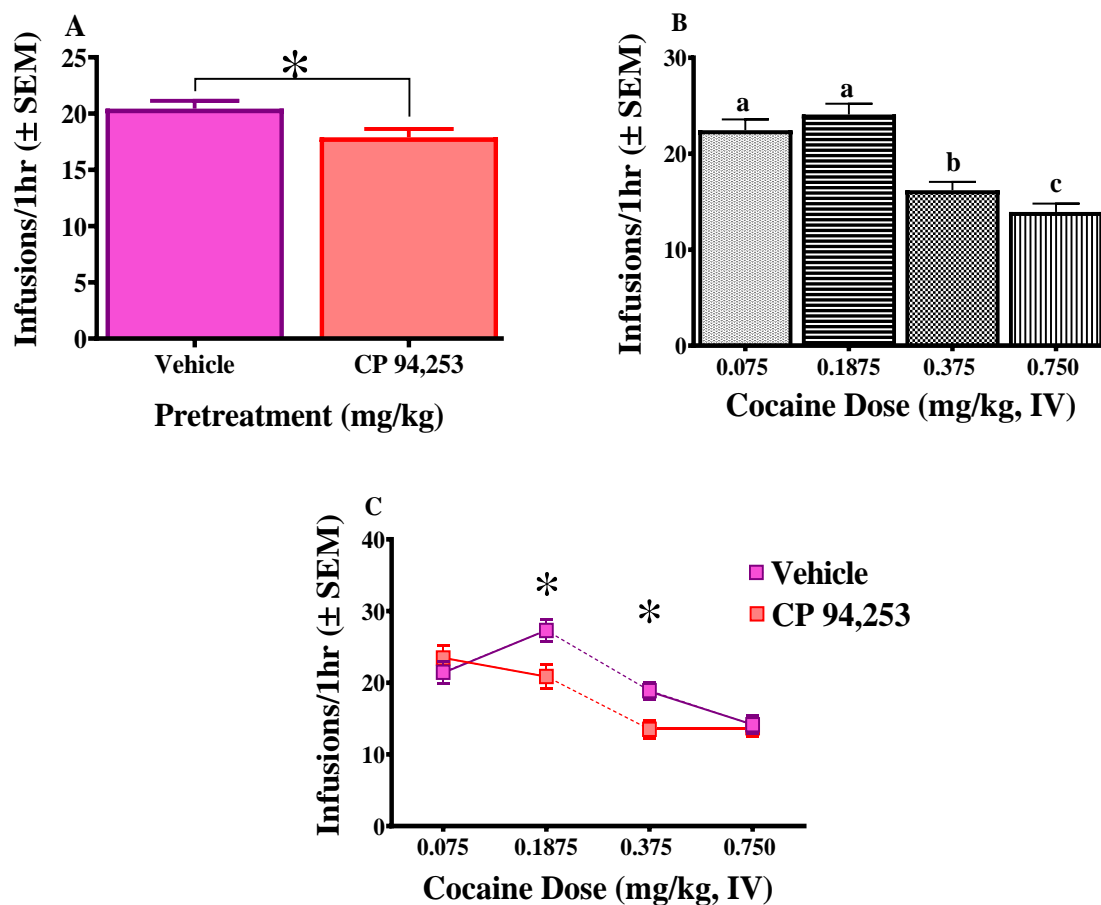 A
Infusions/1hr (± SEM)
25
20
15
10
5
0
*
Vehicle
CP 94,253
Pretreatment (mg/kg)
B
Infusions/1hr (± SEM)
30
20
10
0
a
a
b
c
0.075
0.1875
0.375
0.750
Cocaine Dose (mg/kg, IV)
C
Infusions/1hr (± SEM)
40
30
20
10
0
*
*
Vehicle
CP 94,253
0.075
0.1875
0.375
0.750
Cocaine Dose (mg/kg, IV)